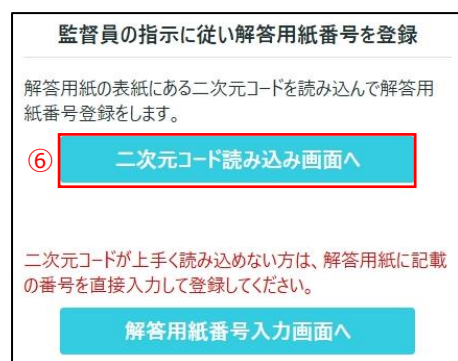 監督員の指示に従い解答用紙番号を登録
解答用紙の表紙にある二次元コードを読み込んで解答用
紙番号登録をします。
⑥ 二次元コード読み込み画面へ
二次元コードが上手く読み込めない方は、解答用紙に記載
の番号を直接入力して登録してください。
解答用紙番号入力画面へ